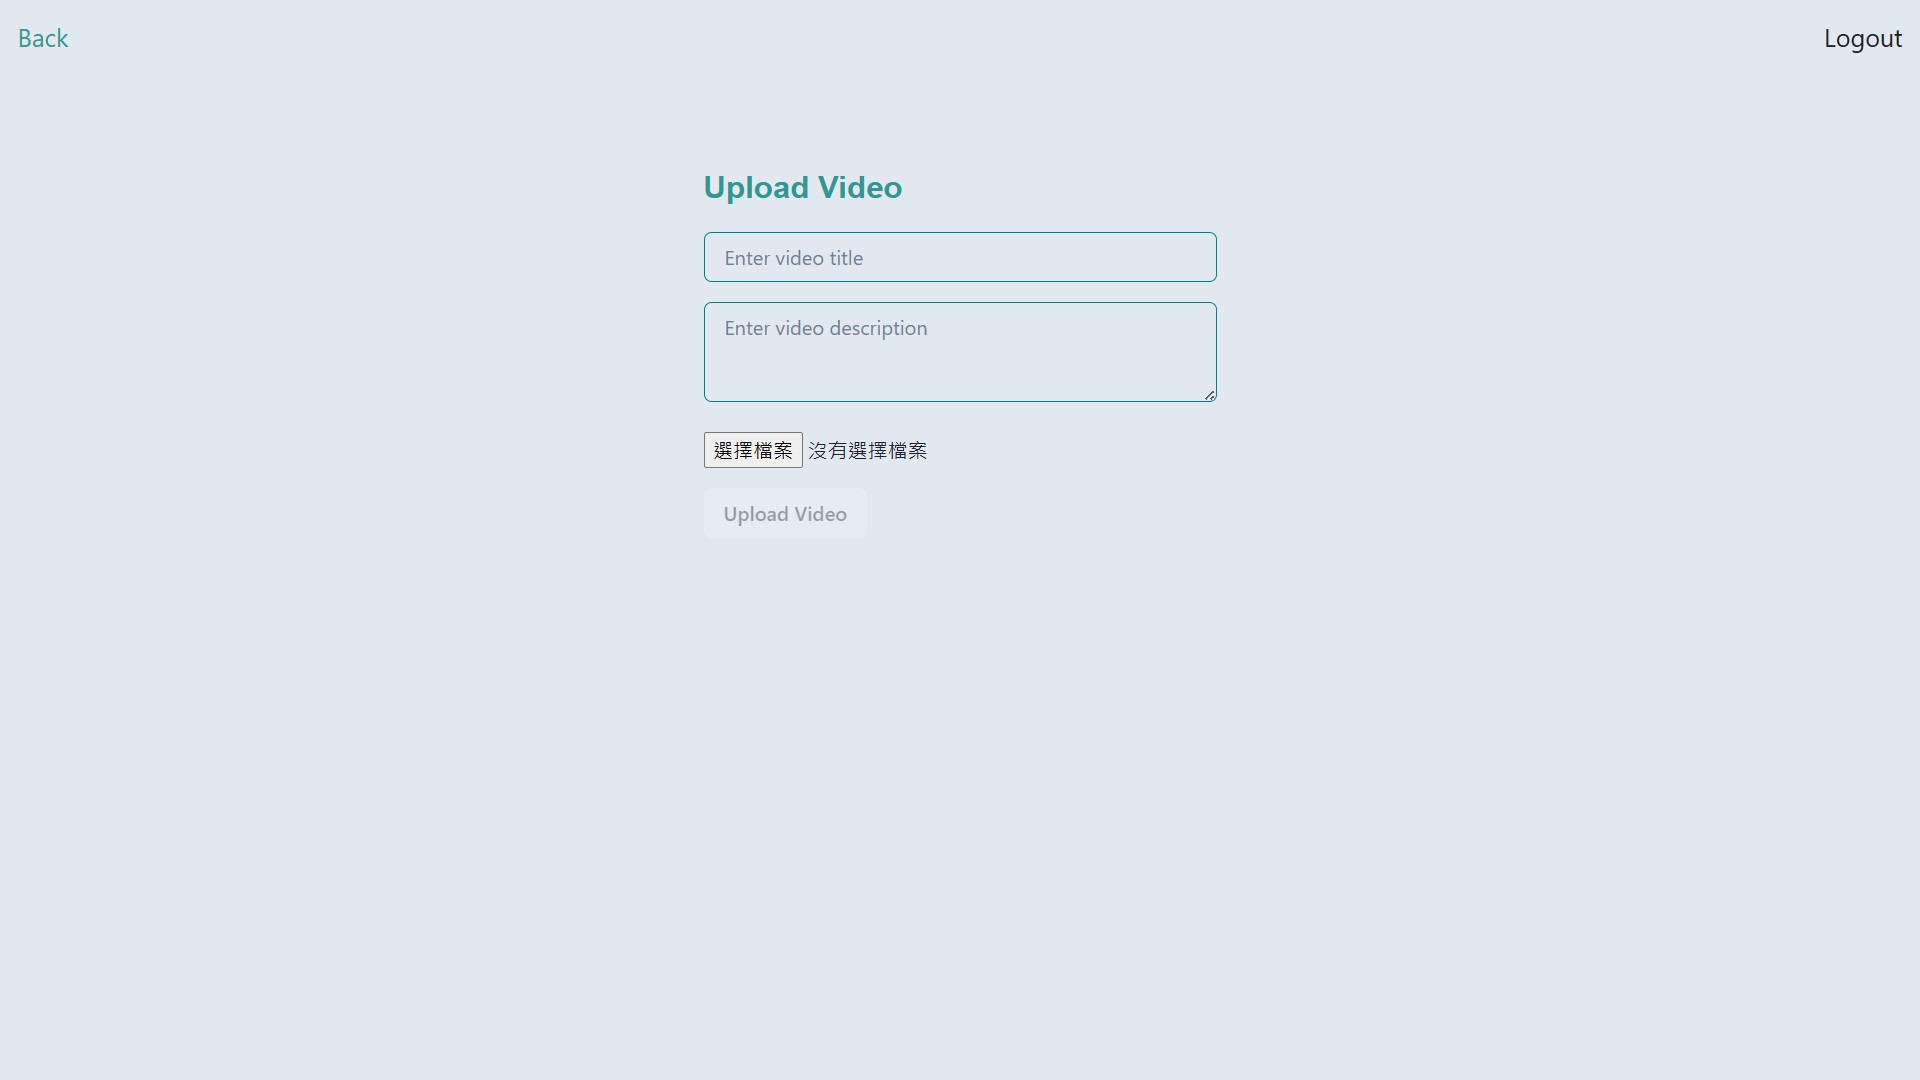 Back
Logout
Upload Video
Enter video title
Enter video description
選擇檔案 沒有選擇檔案
Upload Video